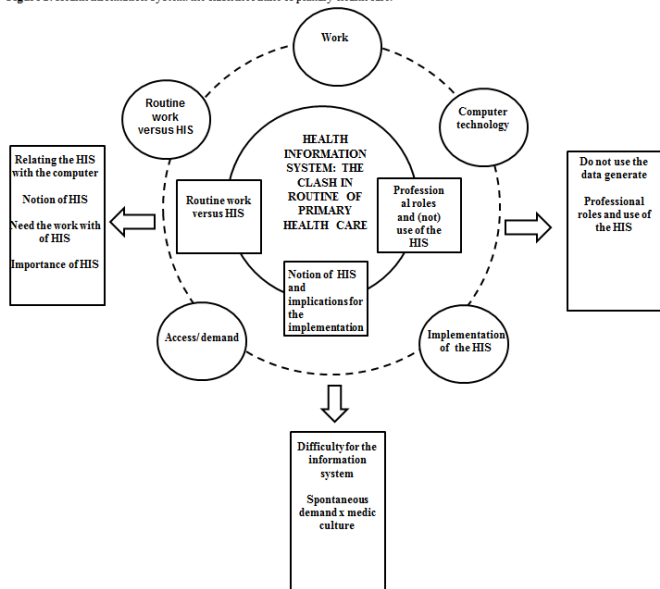 Work
Routine
work
versus HIS
Computer
technology
HEALTH
INFORMATION
SYSTEM: THE
CLASH IN
ROUTINE OF
PRIMARY
HEALTH CARE
Relating the HIS
with the computer
Notion of HIS
Need the work with
of HIS
Importance of HIS
Routine work
versus HIS
Profession
al roles
and (not)
use of the
HIS
Do not use the
data generate
Professional
roles and use of
the HIS
Notion of HIS
and
implications for
the
implementation
Access/demand
Implementation
of the HIS
Difficulty for the
information
system
Spontaneous
demand x medic
culture